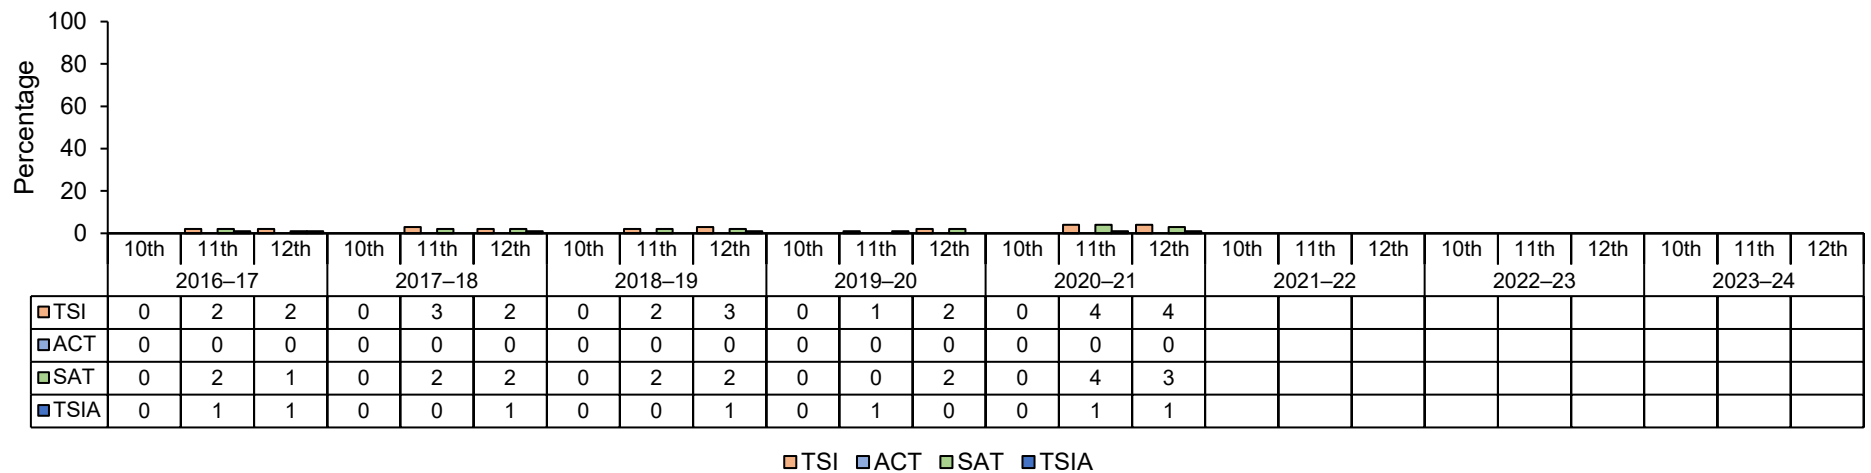 Percentage
100
80
60
40
20
0
10th 11th 12th 10th 11th 12th 10th 11th 12th 10th 11th 12th 10th 11th 12th 10th 11th 12th 10th 11th 12th 10th 11th 12th
2016–17 2017–18 2018–19 2019–20 2020–21 2021–22 2022–23 2023–24
TSI 0 2 2 0 3 2 0 2 3 0 1 2 0 4 4
ACT 0 0 0 0 0 0 0 0 0 0 0 0 0 0 0
SAT 0 2 1 0 2 2 0 2 2 0 0 2 0 4 3
TSIA 0 1 1 0 0 1 0 0 1 0 1 0 0 1 1
TSI ACT SAT TSIA